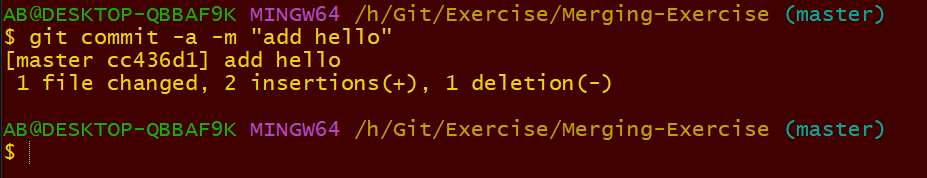 AB@DESKTOP-QBBAF9K MINGW64 /h/Git/Exercise/Merging-Exercise (master)
$ git commit -a -m "add hello"
[master cc436d1] add hello
 1 file changed, 2 insertions(+), 1 deletion(-)

AB@DESKTOP-QBBAF9K MINGW64 /h/Git/Exercise/Merging-Exercise (master)
$